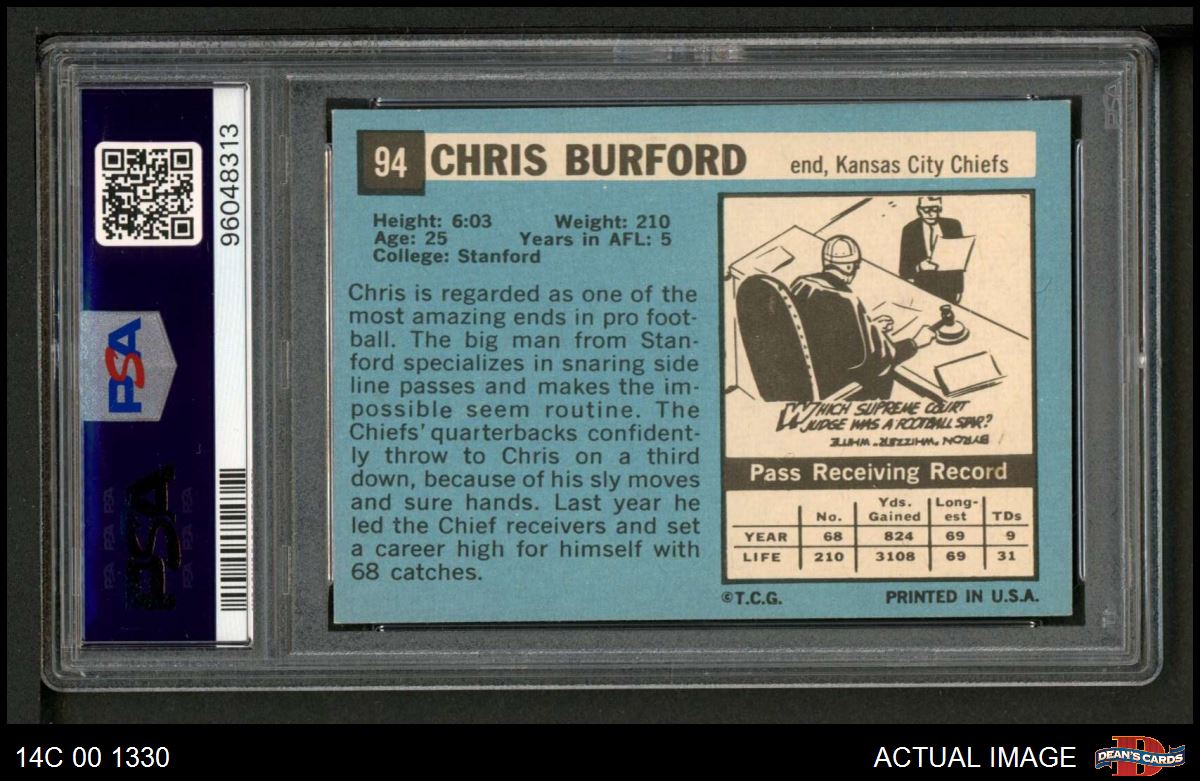 96048313
PSA
PSA
94 CHRIS BURFORD end, Kansas City Chiefs
Height: 6:03 Weight: 210
Age: 25 Years in AFL: 5
College: Stanford
Chris is regarded as one of the
most amazing ends in pro foot-
ball. The big man from Stan-
ford specializes in snaring side
line passes and makes the im-
possible seem routine. The
Chiefs' quarterbacks confident-
ly throw to Chris on a third
down, because of his sly moves
and sure hands. Last year he
led the Chief receivers and set
a career high for himself with
68 catches.
WHICH SUPREME COURT
JUDGE WAS A FOOTBALL STAR?
BYRON "WHIZZER" WHITE
Pass Receiving Record
No. Yds. Gained Long-est TDs
YEAR 68 824 69 9
LIFE 210 3108 69 31
©T.C.G. PRINTED IN U.S.A.
14C 00 1330
ACTUAL IMAGE
DEAN'S CARDS